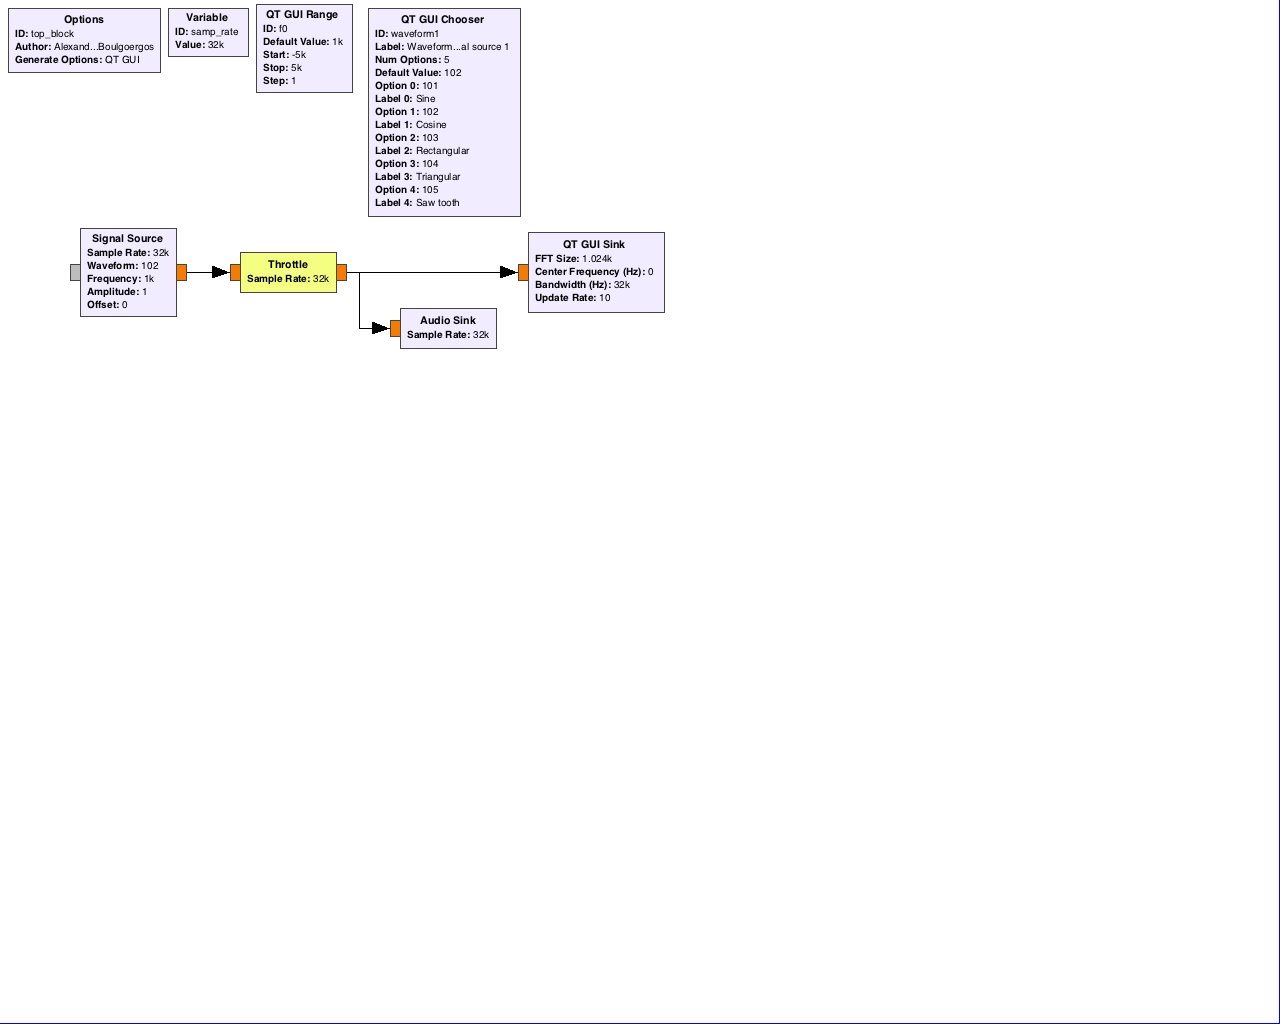 Options
ID: top_block
Author: Alexand...Boulgoergos
Generate Options: QT GUI
Variable
ID: samp_rate
Value: 32k
QT GUI Range
ID: f0
Default Value: 1k
Start: -5k
Stop: 5k
Step: 1
QT GUI Chooser
ID: waveform1
Label: Waveform...al source 1
Num Options: 5
Default Value: 102
Option 0: 101
Label 0: Sine
Option 1: 102
Label 1: Cosine
Option 2: 103
Label 2: Rectangular
Option 3: 104
Label 3: Triangular
Option 4: 105
Label 4: Saw tooth
Signal Source
Sample Rate: 32k
Waveform: 102
Frequency: 1k
Amplitude: 1
Offset: 0
Throttle
Sample Rate: 32k
QT GUI Sink
FFT Size: 1.024k
Center Frequency (Hz): 0
Bandwidth (Hz): 32k
Update Rate: 10
Audio Sink
Sample Rate: 32k